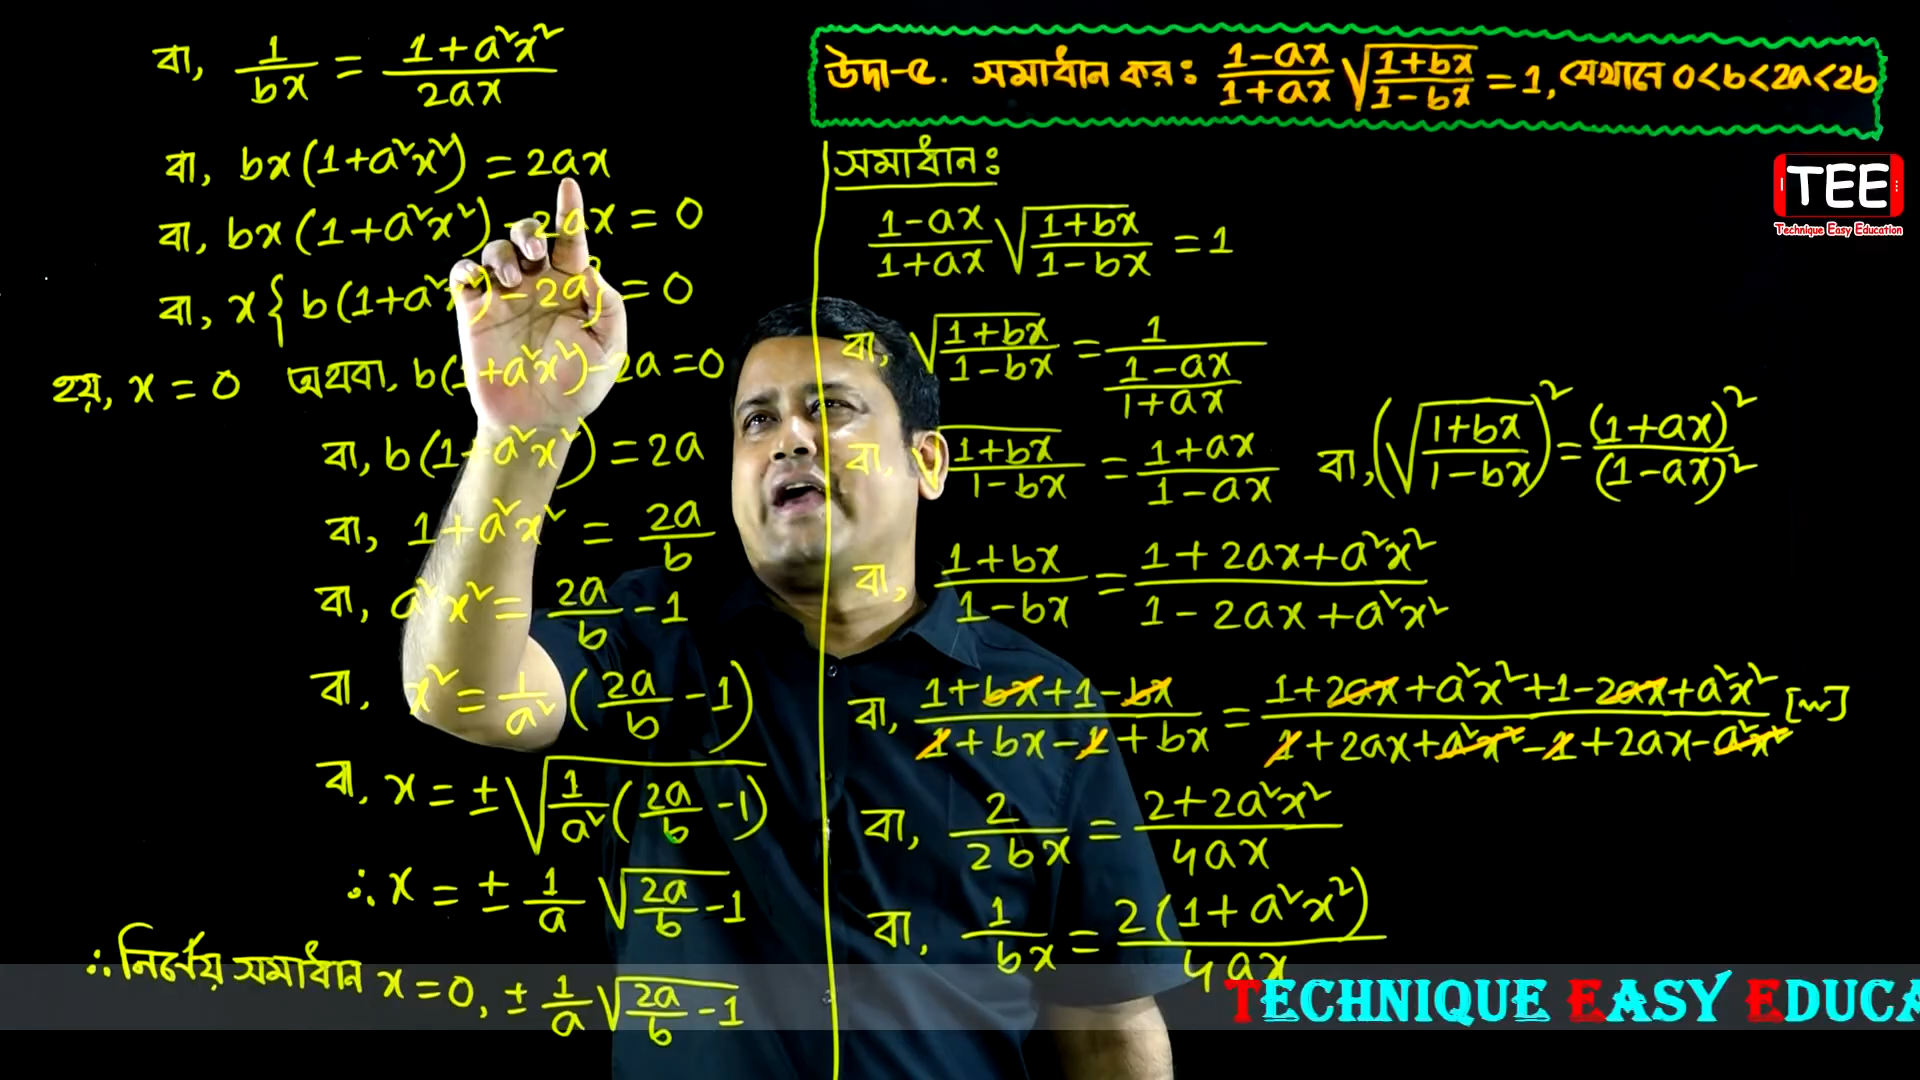 উদা-৫. সমাধান কর: (1-ax)/(1+ax) √((1+bx)/(1-bx)) = 1, যেখানে 0<b<2a<2b
সমাধান:
(1-ax)/(1+ax) √((1+bx)/(1-bx)) = 1
বা, √((1+bx)/(1-bx)) = 1/((1-ax)/(1+ax))
বা, √((1+bx)/(1-bx)) = (1+ax)/(1-ax)
বা, (√((1+bx)/(1-bx)))² = (1+ax)²/(1-ax)²
বা, (1+bx)/(1-bx) = (1+2ax+a²x²)/(1-2ax+a²x²)
বা, (1+bx+1-bx)/(1+bx-1+bx) = (1+2ax+a²x²+1-2ax+a²x²)/(1+2ax+a²x²-1+2ax-a²x²)
বা, 2/(2bx) = (2+2a²x²)/(4ax)
বা, 1/(bx) = 2(1+a²x²)/(4ax)
বা, 1/(bx) = (1+a²x²)/(2ax)
বা, bx(1+a²x²) = 2ax
বা, bx(1+a²x²)-2ax = 0
বা, x{b(1+a²x²)-2a} = 0
হয়, x = 0 অথবা, b(1+a²x²)-2a=0
বা, b(1+a²x²) = 2a
বা, 1+a²x² = 2a/b
বা, a²x² = 2a/b - 1
বা, x² = 1/a² (2a/b - 1)
বা, x = ±√(1/a² (2a/b - 1))
∴ x = ± 1/a √(2a/b - 1)
∴ নির্ণেয় সমাধান x = 0, ± 1/a √(2a/b - 1)
TEE
Technique Easy Education
TECHNIQUE EASY EDUCA